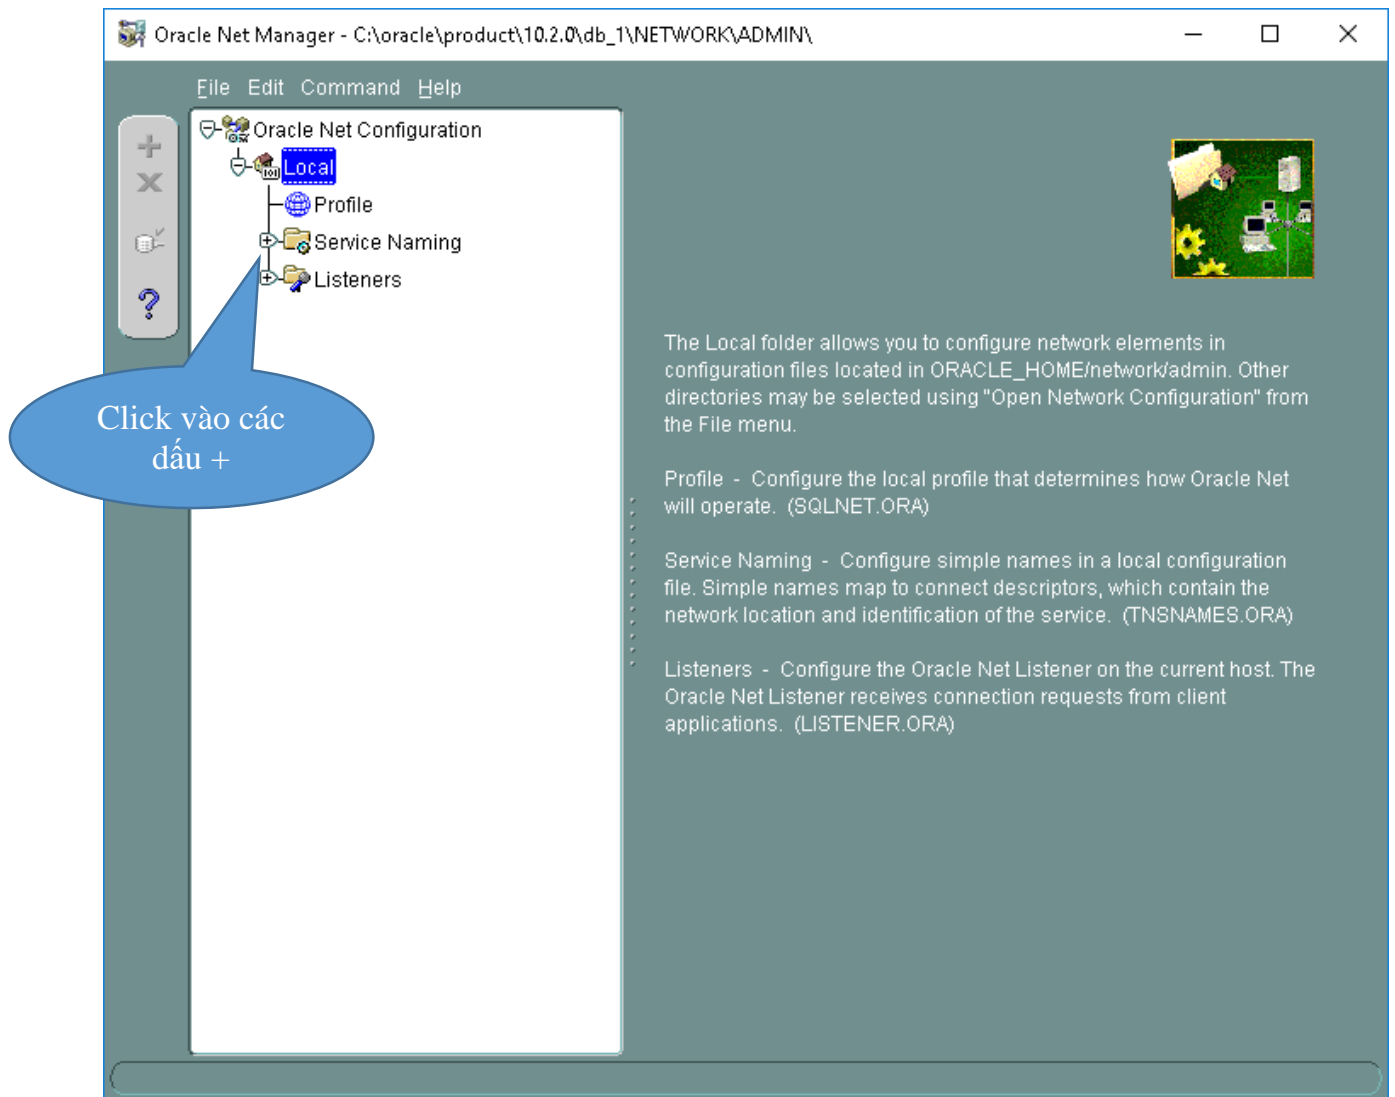 Oracle Net Manager - C:\oracle\product\10.2.0\db_1\NETWORK\ADMIN\
File Edit Command Help
Oracle Net Configuration
Local
Profile
Service Naming
Listeners
Click vào các
dấu +
The Local folder allows you to configure network elements in
configuration files located in ORACLE_HOME/network/admin. Other
directories may be selected using "Open Network Configuration" from
the File menu.
Profile - Configure the local profile that determines how Oracle Net
will operate. (SQLNET.ORA)
Service Naming - Configure simple names in a local configuration
file. Simple names map to connect descriptors, which contain the
network location and identification of the service. (TNSNAMES.ORA)
Listeners - Configure the Oracle Net Listener on the current host. The
Oracle Net Listener receives connection requests from client
applications. (LISTENER.ORA)